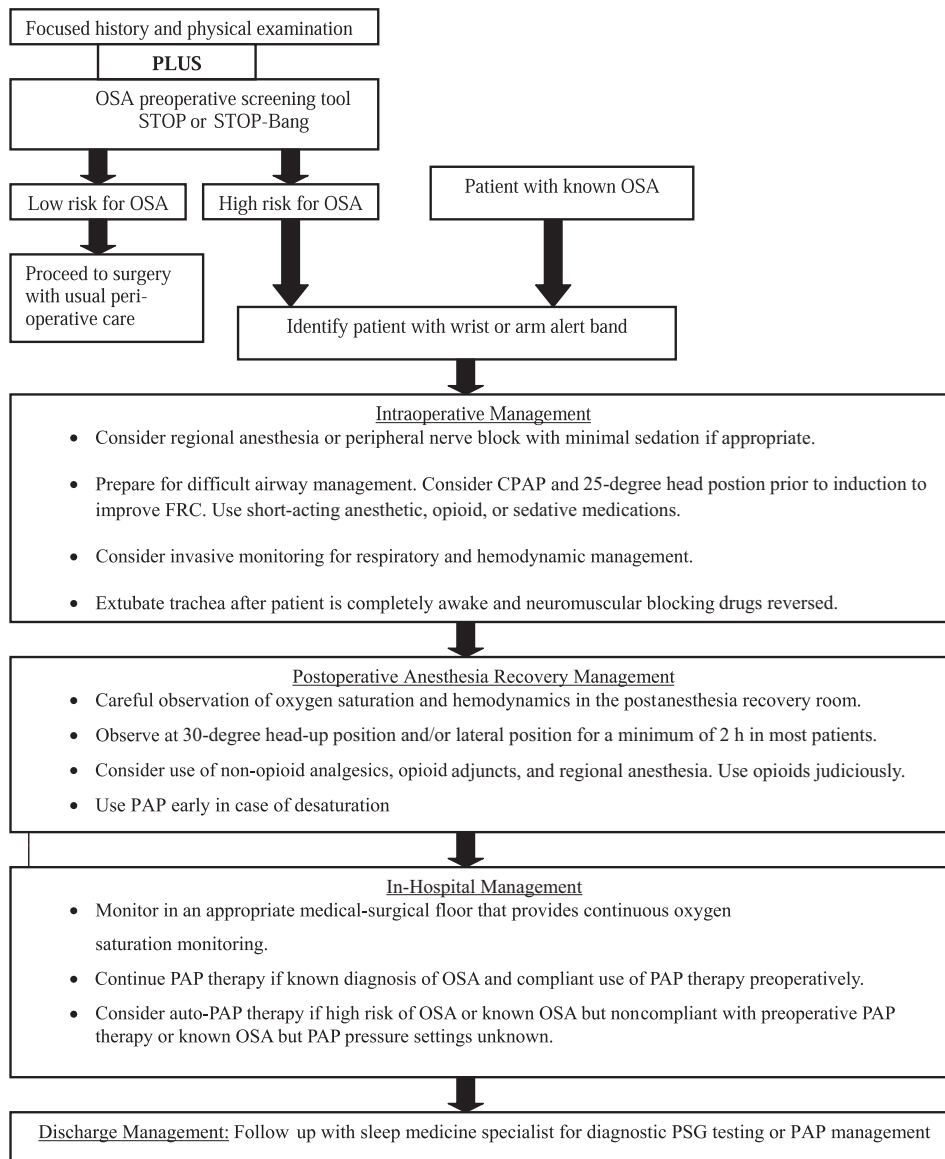 Focused history and physical examination
PLUS
OSA preoperative screening tool
STOP or STOP-Bang
Low risk for OSA
High risk for OSA
Patient with known OSA
Proceed to surgery
with usual peri-
operative care
Identify patient with wrist or arm alert band
Intraoperative Management
• Consider regional anesthesia or peripheral nerve block with minimal sedation if appropriate.
• Prepare for difficult airway management. Consider CPAP and 25-degree head postion prior to induction to
improve FRC. Use short-acting anesthetic, opioid, or sedative medications.
• Consider invasive monitoring for respiratory and hemodynamic management.
• Extubate trachea after patient is completely awake and neuromuscular blocking drugs reversed.
Postoperative Anesthesia Recovery Management
• Careful observation of oxygen saturation and hemodynamics in the postanesthesia recovery room.
• Observe at 30-degree head-up position and/or lateral position for a minimum of 2 h in most patients.
• Consider use of non-opioid analgesics, opioid adjuncts, and regional anesthesia. Use opioids judiciously.
• Use PAP early in case of desaturation
In-Hospital Management
• Monitor in an appropriate medical-surgical floor that provides continuous oxygen
saturation monitoring.
• Continue PAP therapy if known diagnosis of OSA and compliant use of PAP therapy preoperatively.
• Consider auto-PAP therapy if high risk of OSA or known OSA but noncompliant with preoperative PAP
therapy or known OSA but PAP pressure settings unknown.
Discharge Management: Follow up with sleep medicine specialist for diagnostic PSG testing or PAP management